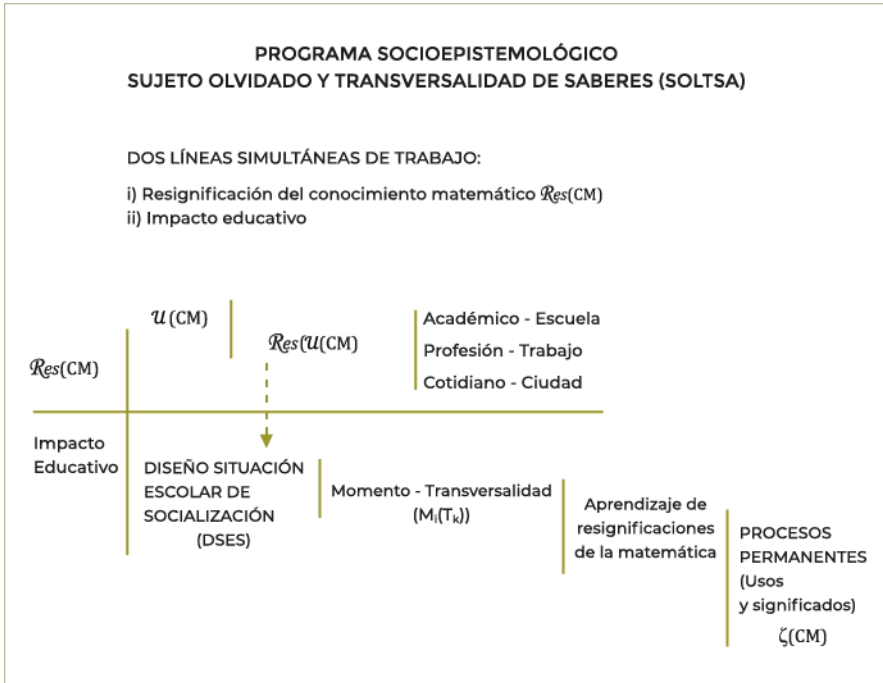 PROGRAMA SOCIOEPISTEMOLÓGICO
SUJETO OLVIDADO Y TRANSVERSALIDAD DE SABERES (SOLTSA)
DOS LÍNEAS SIMULTÁNEAS DE TRABAJO:
i) Resignificación del conocimiento matemático Res(CM)
ii) Impacto educativo
U(CM)
Res(U(CM)
Académico - Escuela
Profesión - Trabajo
Cotidiano - Ciudad
Res(CM)
Impacto
Educativo
DISEÑO SITUACIÓN
ESCOLAR DE
SOCIALIZACIÓN
(DSES)
Momento - Transversalidad
(Mᵢ(Tₖ))
Aprendizaje de
resignificaciones
de la matemática
PROCESOS
PERMANENTES
(Usos
y significados)
ζ(CM)